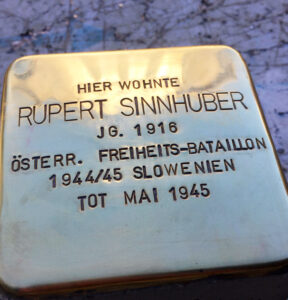 HIER WOHNTE
RUPERT SINNHUBER
JG. 1916
ÖSTERR. FREIHEITS-BATAILLON
1944/45 SLOWENIEN
TOT MAI 1945